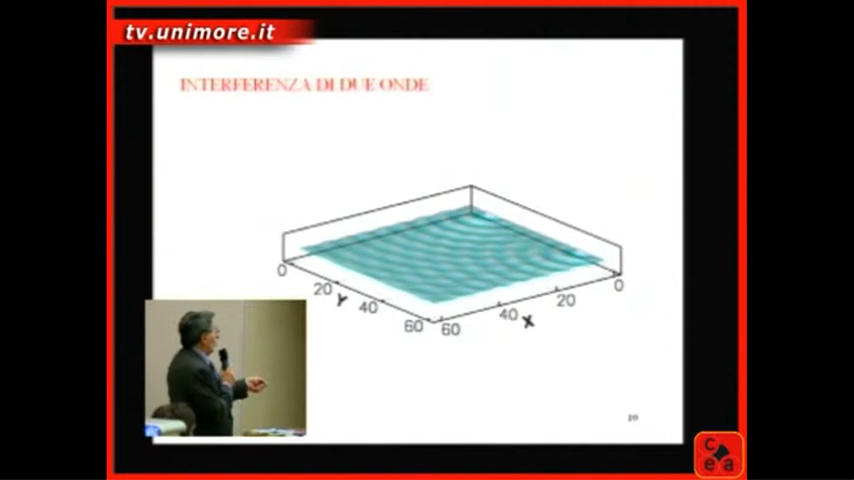 tv.unimore.it
INTERFERENZA DI DUE ONDE
0
20
Y
40
60
60
40
X
20
0
c
e a